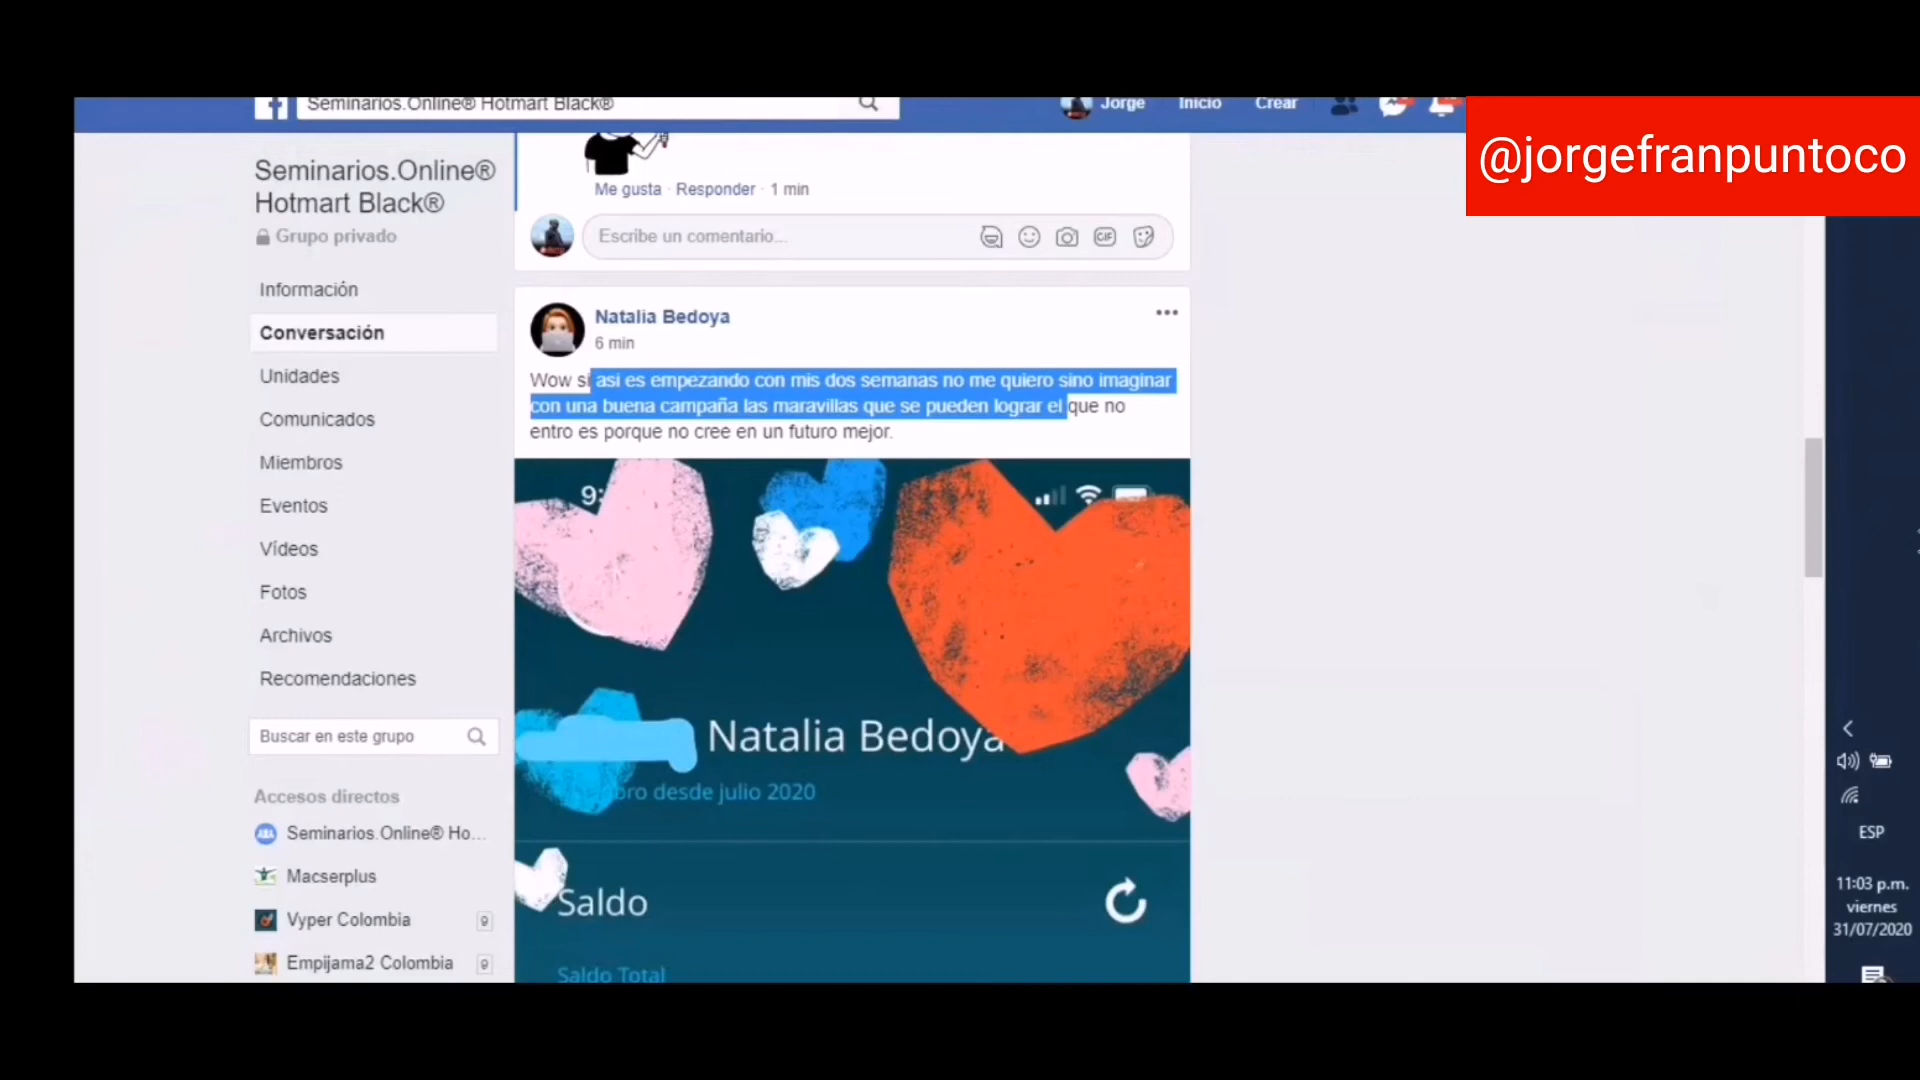 Seminarios.Online® Hotmart Black®
Jorge
Inicio
Crear
@jorgefranpuntoco
Seminarios.Online®
Hotmart Black®
Grupo privado
Información
Conversación
Unidades
Comunicados
Miembros
Eventos
Vídeos
Fotos
Archivos
Recomendaciones
Buscar en este grupo
Accesos directos
Seminarios.Online® Ho...
Macserplus
Vyper Colombia
9
Empijama2 Colombia
9
Me gusta · Responder · 1 min
Escribe un comentario...
GIF
Natalia Bedoya
6 min
Wow si asi es empezando con mis dos semanas no me quiero sino imaginar
con una buena campaña las maravillas que se pueden lograr el que no
entro es porque no cree en un futuro mejor.
9:
Natalia Bedoya
desde julio 2020
Saldo
Saldo Total
ESP
11:03 p.m.
viernes
31/07/2020